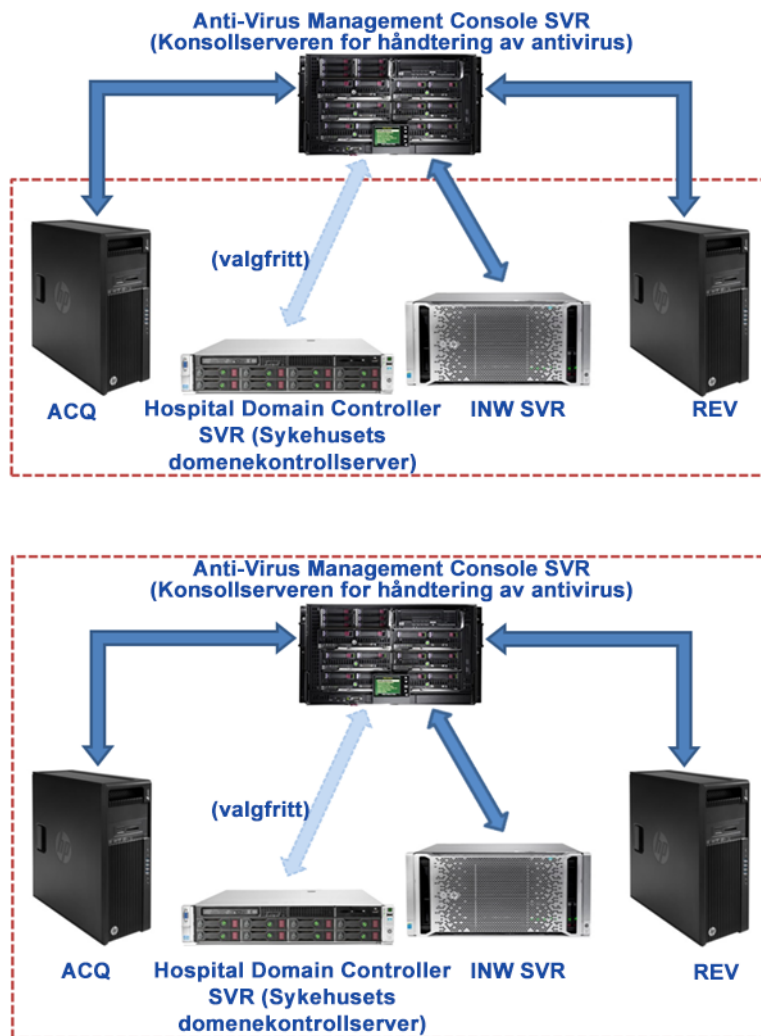 Anti-Virus Management Console SVR
(Konsollserveren for håndtering av antivirus)
(valgfritt)
ACQ
Hospital Domain Controller
SVR (Sykehusets
domenekontrollserver)
INW SVR
REV
Anti-Virus Management Console SVR
(Konsollserveren for håndtering av antivirus)
(valgfritt)
ACQ
Hospital Domain Controller
SVR (Sykehusets
domenekontrollserver)
INW SVR
REV